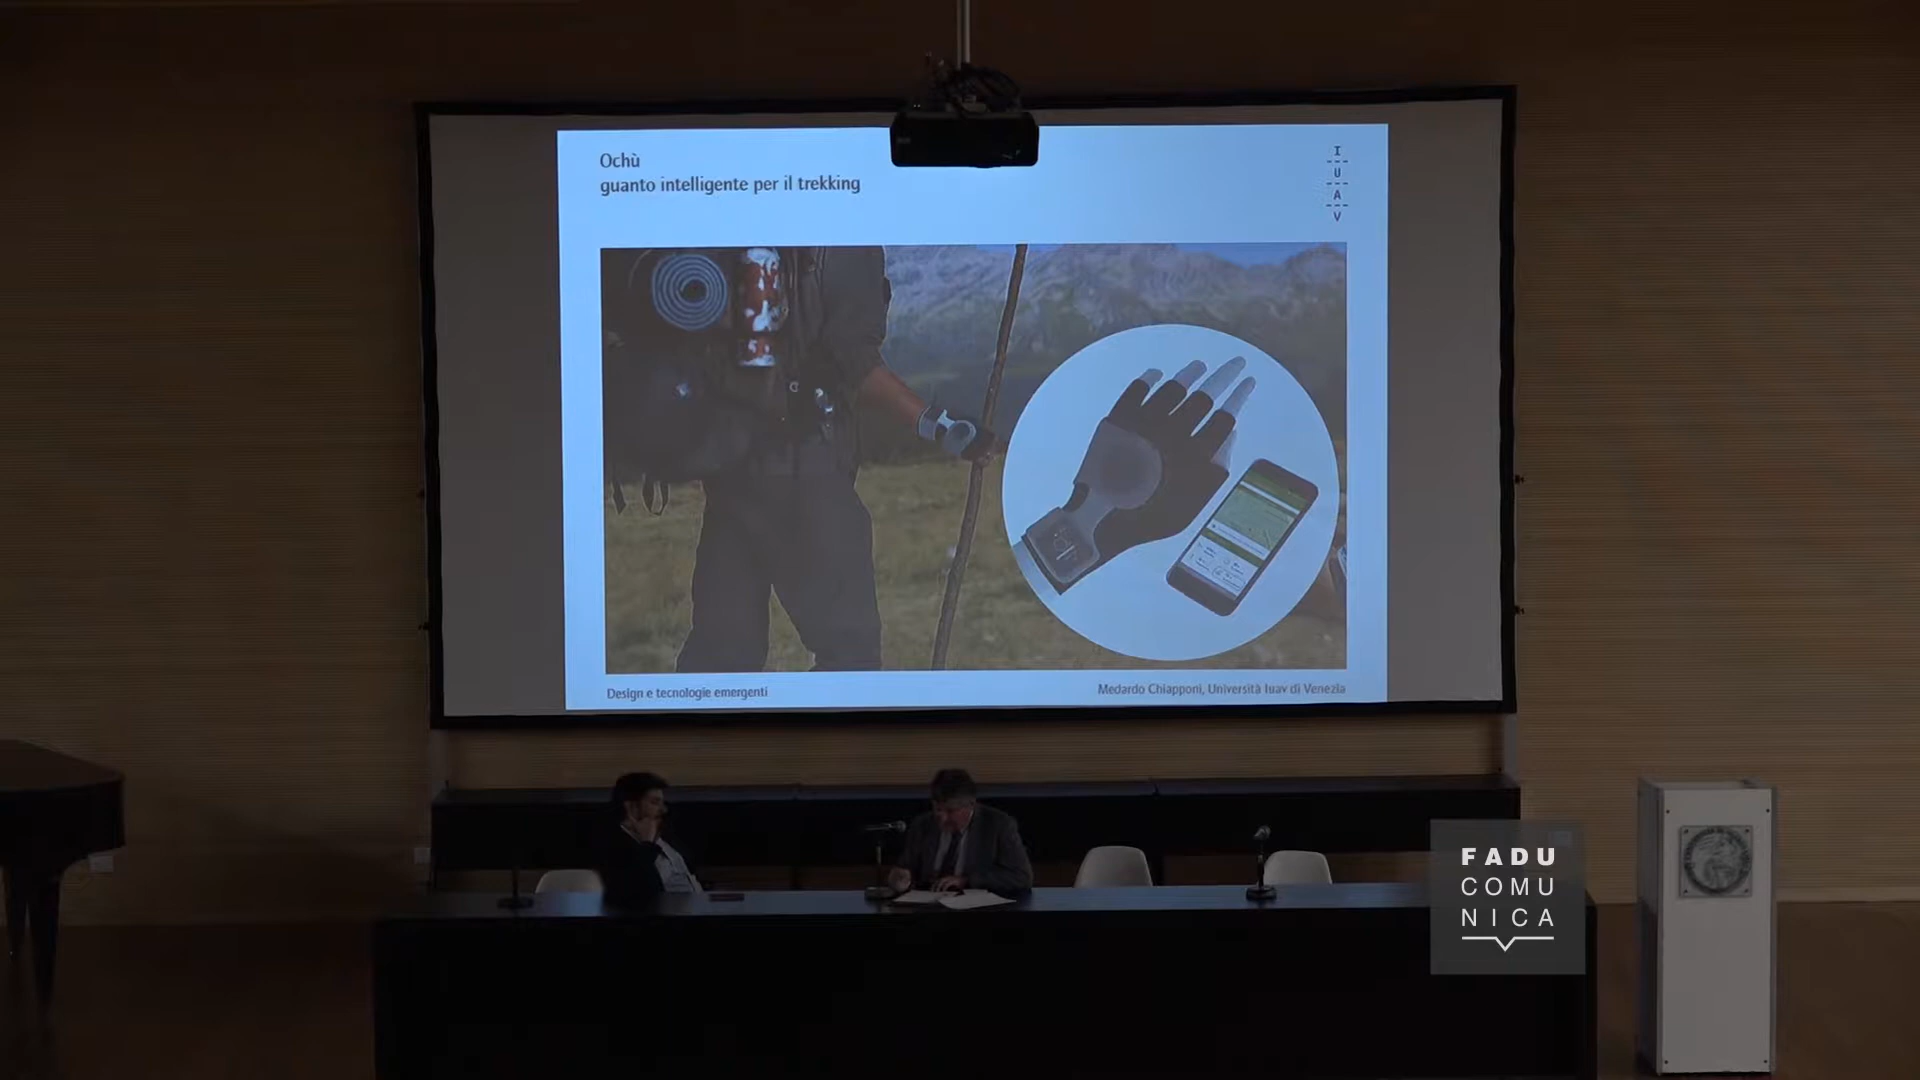 Ochù
guanto intelligente per il trekking
I
U
A
V
Design e tecnologie emergenti
Medardo Chiapponi, Università Iuav di Venezia
FADU
COMU
NICA